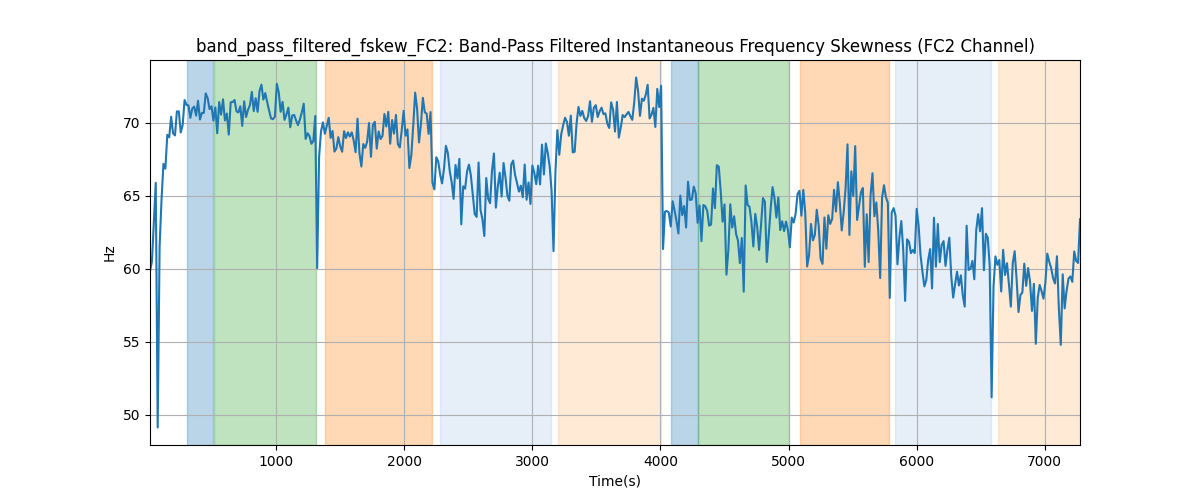 band_pass_filtered_fskew_FC2: Band-Pass Filtered Instantaneous Frequency Skewness (FC2 Channel)
70
65
60
55
50
Hz
1000 2000 3000 4000 5000 6000 7000
Time(s)